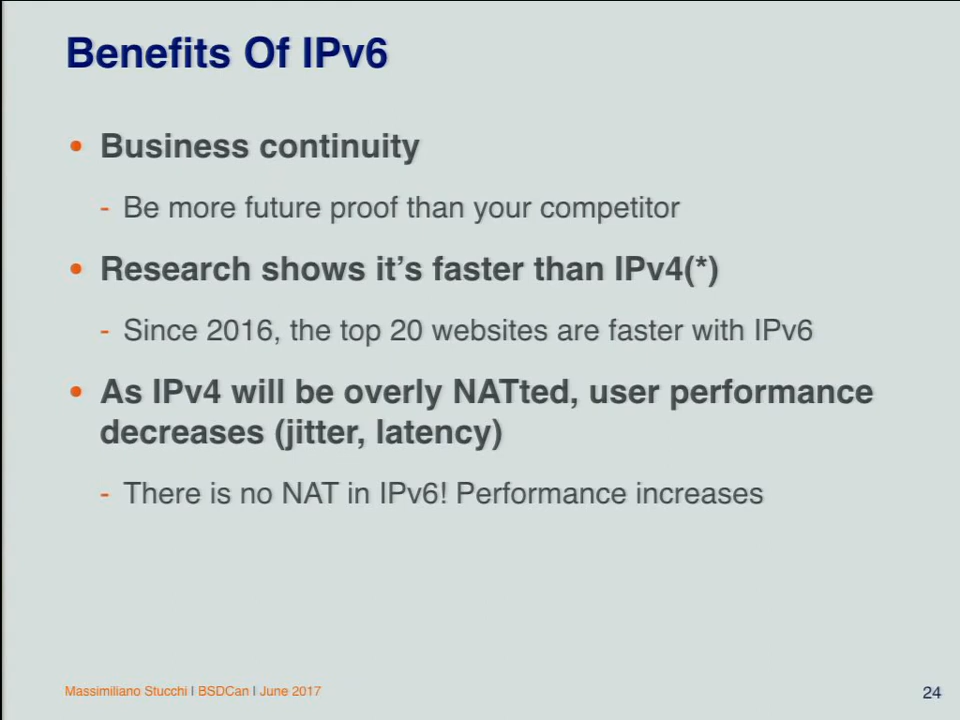 Benefits Of IPv6
• Business continuity
- Be more future proof than your competitor
• Research shows it’s faster than IPv4(*)
- Since 2016, the top 20 websites are faster with IPv6
• As IPv4 will be overly NATted, user performance
decreases (jitter, latency)
- There is no NAT in IPv6! Performance increases
Massimiliano Stucchi | BSDCan | June 2017
24